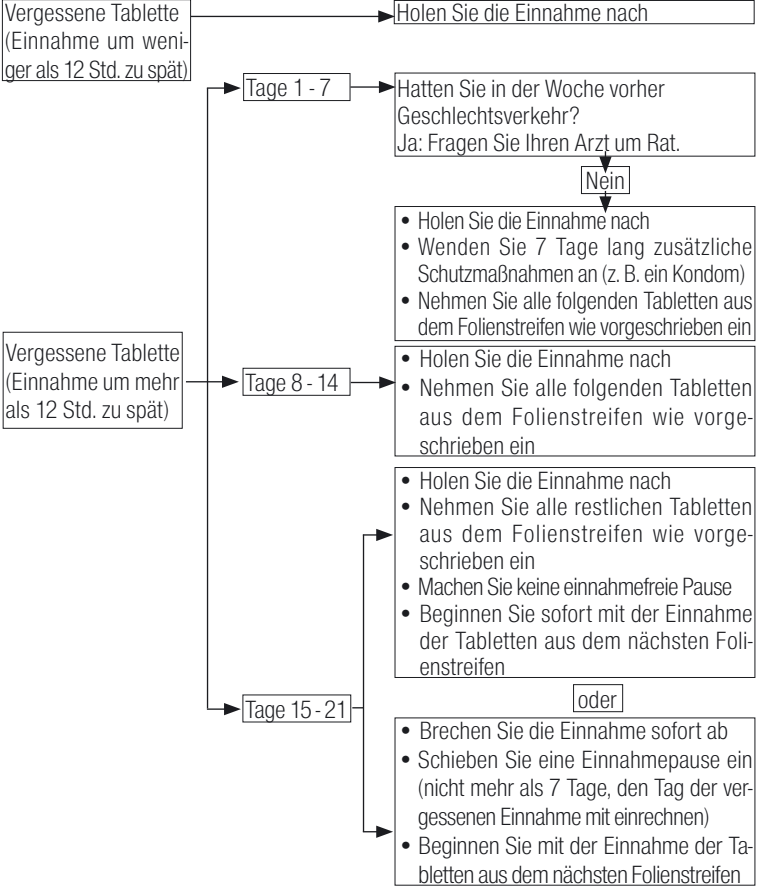 Vergessene Tablette
(Einnahme um weni-
ger als 12 Std. zu spät)
Holen Sie die Einnahme nach
Tage 1 - 7
Hatten Sie in der Woche vorher
Geschlechtsverkehr?
Ja: Fragen Sie Ihren Arzt um Rat.
Nein
• Holen Sie die Einnahme nach
• Wenden Sie 7 Tage lang zusätzliche
Schutzmaßnahmen an (z. B. ein Kondom)
• Nehmen Sie alle folgenden Tabletten aus
dem Folienstreifen wie vorgeschrieben ein
Vergessene Tablette
(Einnahme um mehr
als 12 Std. zu spät)
Tage 8 - 14
• Holen Sie die Einnahme nach
• Nehmen Sie alle folgenden Tabletten
aus dem Folienstreifen wie vorge-
schrieben ein
Tage 15 - 21
• Holen Sie die Einnahme nach
• Nehmen Sie alle restlichen Tabletten
aus dem Folienstreifen wie vorge-
schrieben ein
• Machen Sie keine einnahmefreie Pause
• Beginnen Sie sofort mit der Einnahme
der Tabletten aus dem nächsten Foli-
enstreifen
oder
• Brechen Sie die Einnahme sofort ab
• Schieben Sie eine Einnahmepause ein
(nicht mehr als 7 Tage, den Tag der ver-
gessenen Einnahme mit einrechnen)
• Beginnen Sie mit der Einnahme der Ta-
bletten aus dem nächsten Folienstreifen